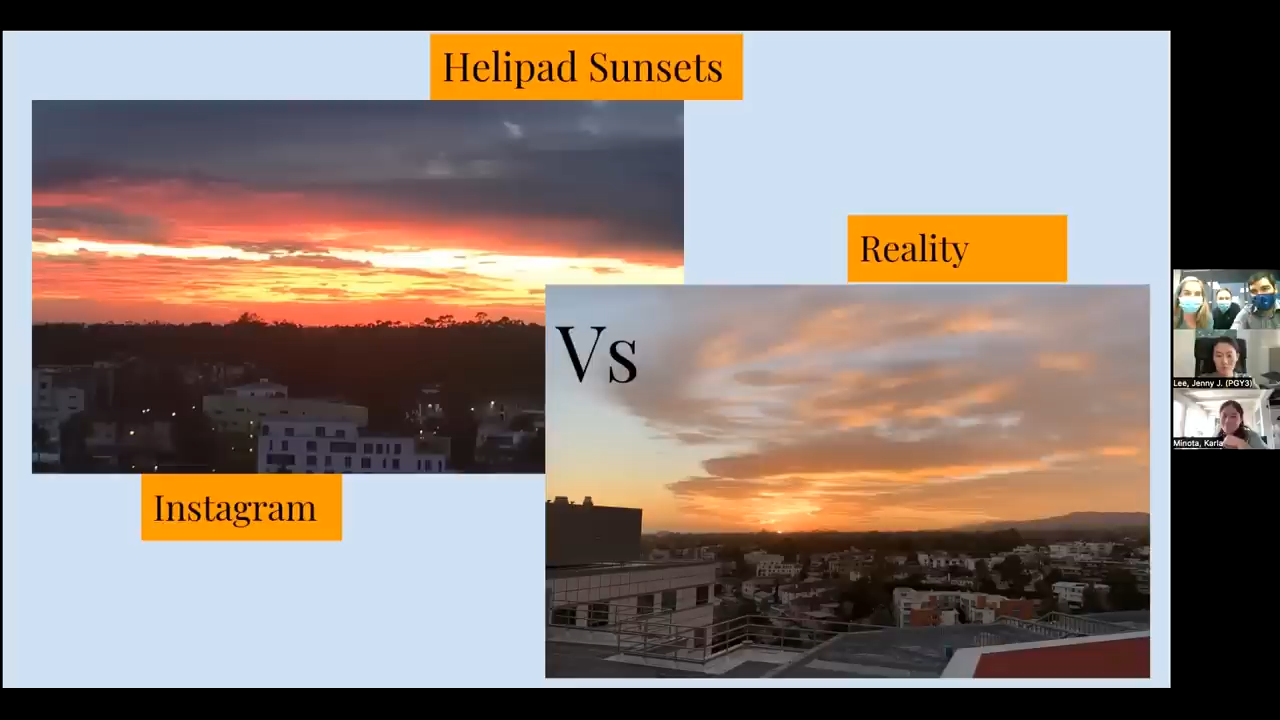 Helipad Sunsets
Reality
Vs
Instagram
Lee, Jenny J. (PGY3)
Minota, Karla